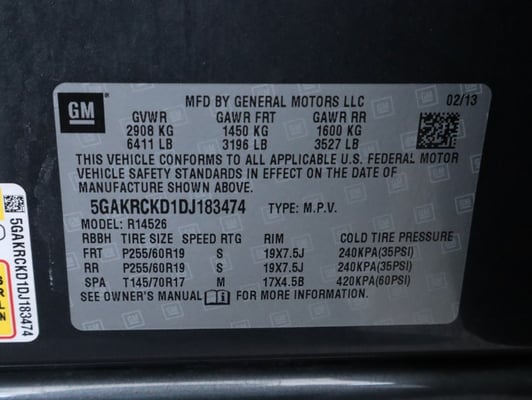 GM
MFD BY GENERAL MOTORS LLC 02/13
GVWR GAWR FRT GAWR RR
2908 KG 1450 KG 1600 KG
6411 LB 3196 LB 3527 LB
THIS VEHICLE CONFORMS TO ALL APPLICABLE U.S. FEDERAL MOTOR
VEHICLE SAFETY STANDARDS IN EFFECT ON THE DATE OF
MANUFACTURE SHOWN ABOVE.
5GAKRCKD1DJ183474 TYPE: M.P.V.
MODEL: R14526
RBBH TIRE SIZE SPEED RTG RIM COLD TIRE PRESSURE
FRT P255/60R19 S 19X7.5J 240KPA(35PSI)
RR P255/60R19 S 19X7.5J 240KPA(35PSI)
SPA T145/70R17 M 17X4.5B 420KPA(60PSI)
SEE OWNER'S MANUAL FOR MORE INFORMATION.
5GAKRCKD1DJ183474